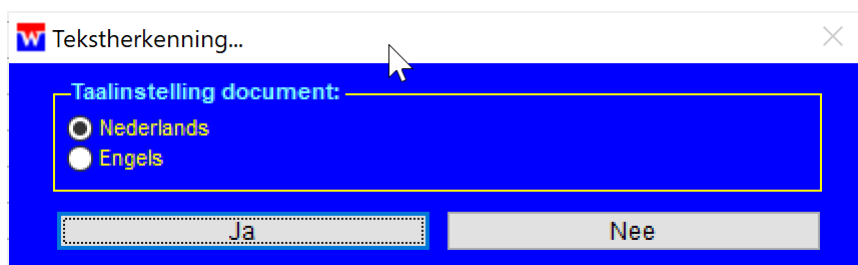 W Tekstherkenning...
Taalinstelling document:
Nederlands
Engels
Ja Nee